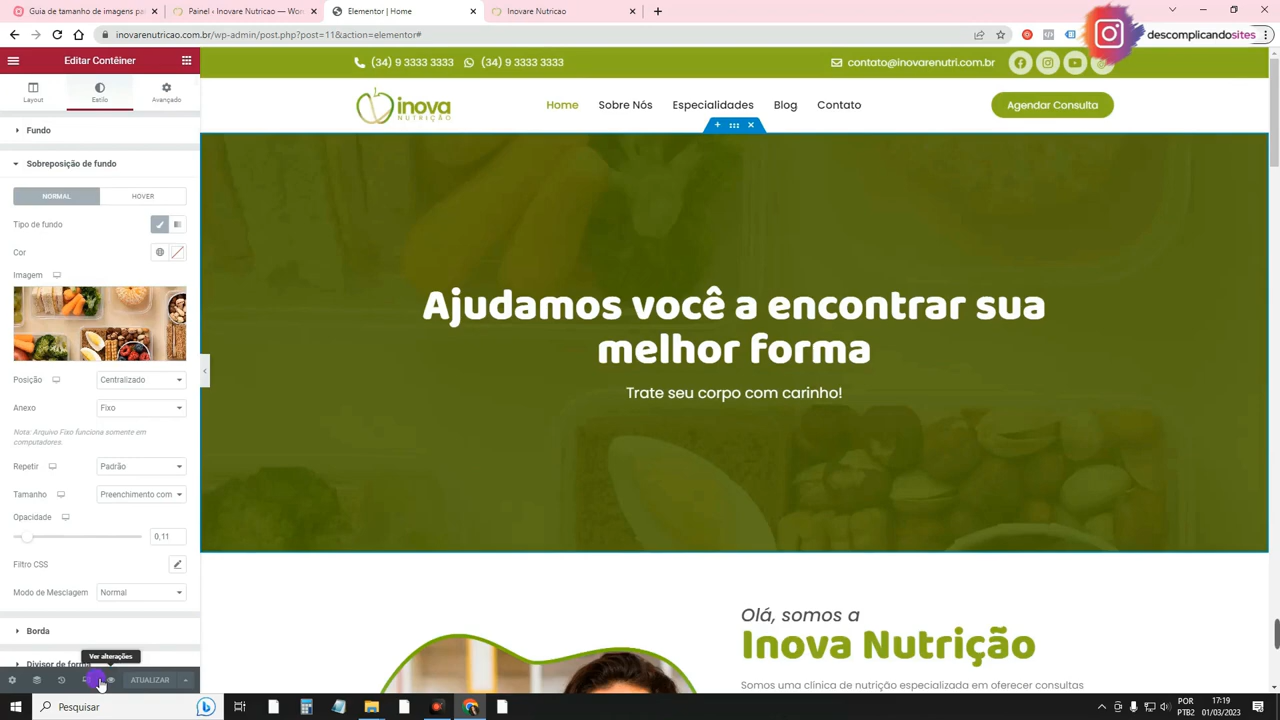 Guia de famagem pa
Painel ‹ Inove Nutricao — Wo
Elementor | Home
Inovare Nutrition
inovarenutricao.com.br/wp-admin/post.php?post=11&action=elementor#
descomplicandosites
Editar Contêiner
Layout
Estilo
Avançado
Fundo
Sobreposição de fundo
NORMAL
HOVER
Tipo de fundo
Cor
Imagem
Posição
Centralizado
Anexo
Fixo
Nota: Arquivo Fixo funciona somente em
computadores.
Repetir
Padrão
Tamanho
Preenchimento com
Opacidade
0,11
Filtro CSS
Modo de Mesclagem
Normal
Borda
Divisor de forma
Ver alterações
ATUALIZAR
(34) 9 3333 3333
(34) 9 3333 3333
contato@inovarenutri.com.br
inova
NUTRIÇÃO
Home
Sobre Nós
Especialidades
Blog
Contato
Agendar Consulta
Ajudamos você a encontrar sua
melhor forma
Trate seu corpo com carinho!
Olá, somos a
Inova Nutrição
Somos uma clínica de nutrição especializada em oferecer consultas
Pesquisar
POR
PTB2
17:19
01/03/2023